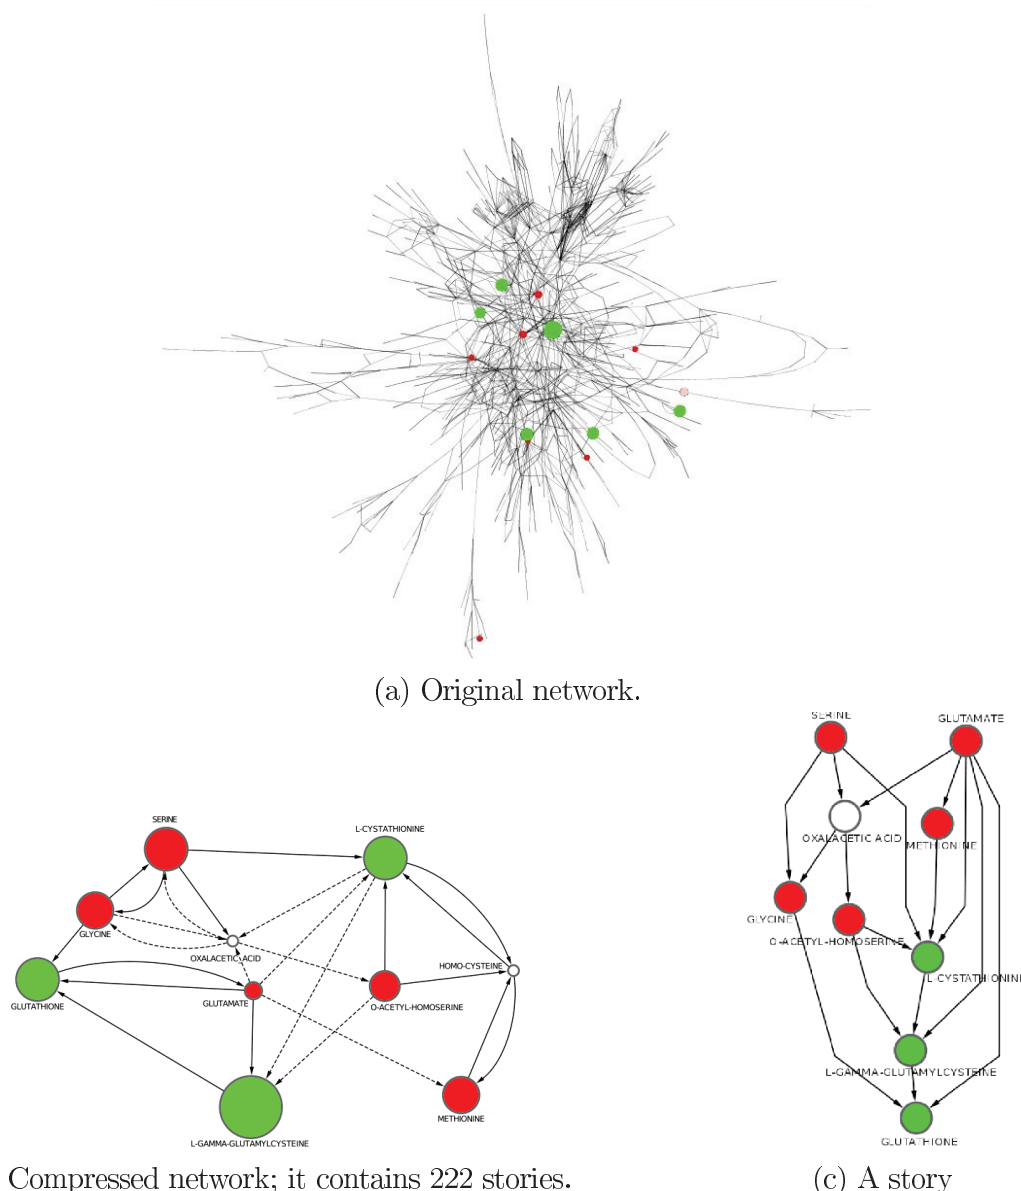 (a) Original network.
SERINE
L-CYSTATHIONINE
GLYCINE
OXALACETIC ACID
HOMO-CYSTEINE
GLUTATHIONE
GLUTAMATE
O-ACETYL-HOMOSERINE
METHIONINE
L-GAMMA-GLUTAMYLCYSTEINE
Compressed network; it contains 222 stories.
SERINE
GLUTAMATE
OXALACETIC ACID
METHIONINE
GLYCINE
O-ACETYL-HOMOSERINE
L-CYSTATHIONIN
L-GAMMA-GLUTAMYLCYSTEINE
GLUTATHIONE
(c) A story